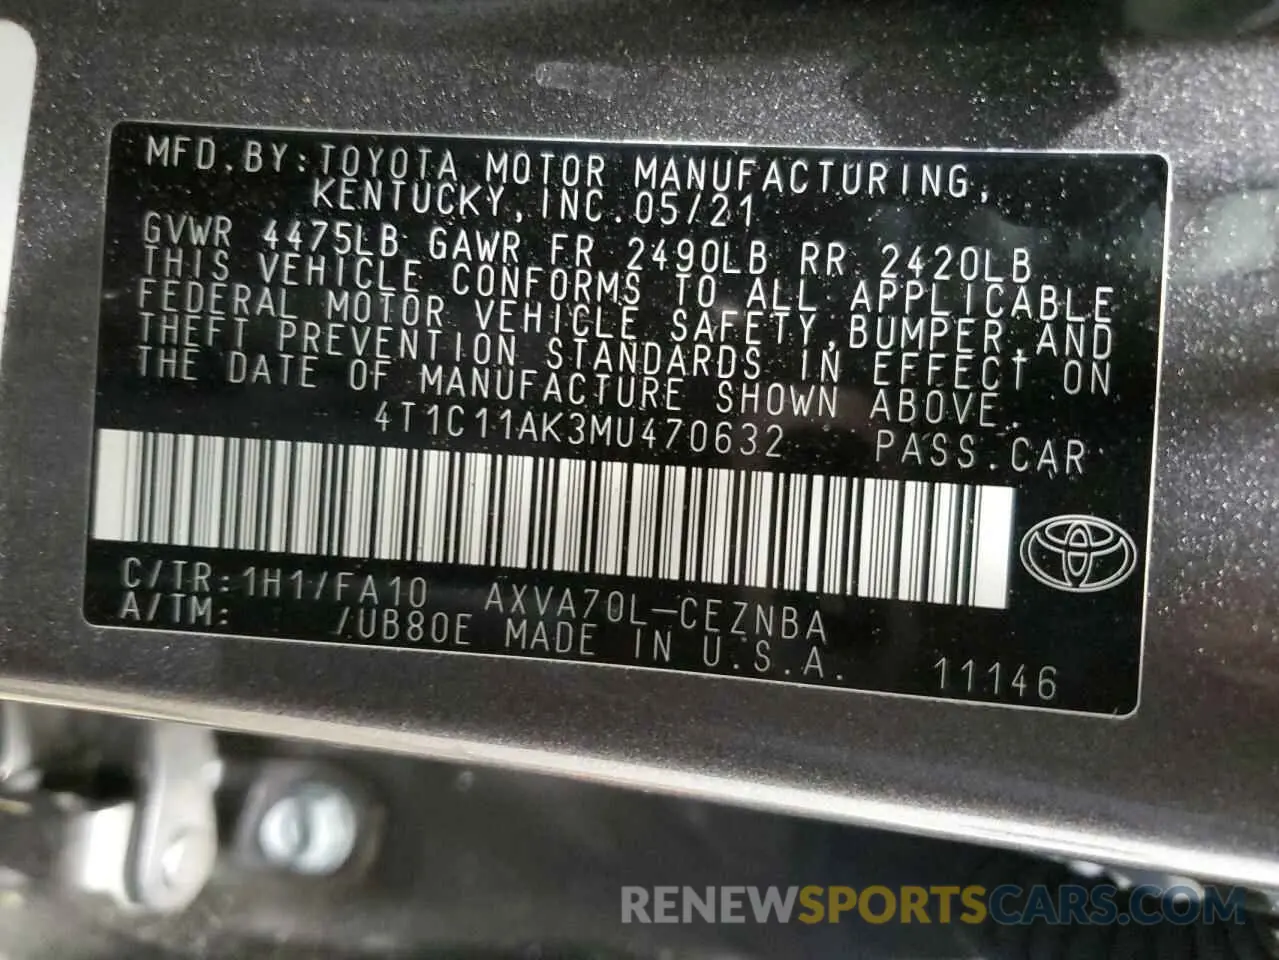 MFD.BY:TOYOTA MOTOR MANUFACTURING,
KENTUCKY,INC.05/21
GVWR 4475LB GAWR FR 2490LB RR 2420LB
THIS VEHICLE CONFORMS TO ALL APPLICABLE
FEDERAL MOTOR VEHICLE SAFETY,BUMPER,AND
THEFT PREVENTION STANDARDS IN EFFECT ON
THE DATE OF MANUFACTURE SHOWN ABOVE.
4T1C11AK3MU470632 PASS.CAR
C/TR:1H1/FA10 AXVA70L-CEZNBA
A/TM: /UB80E MADE IN U.S.A.
11146
RENEWSPORTSCARS.COM